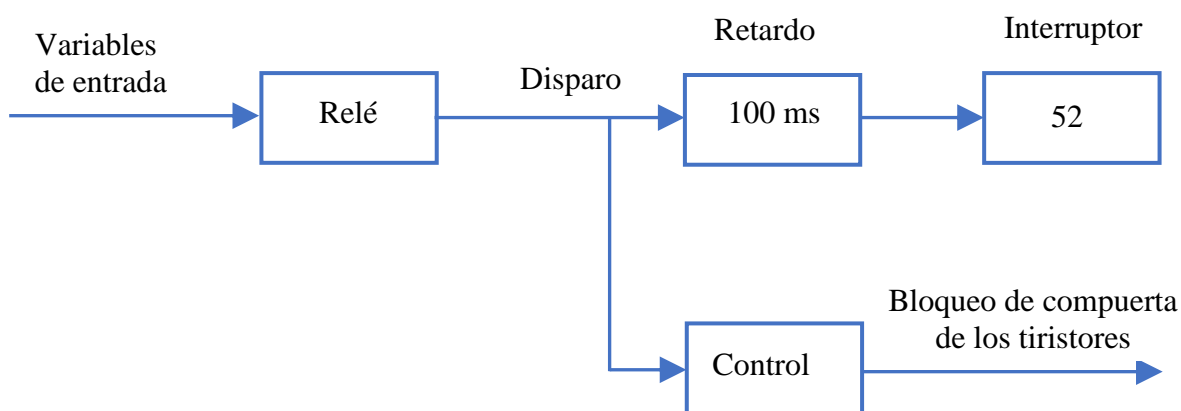 Variables
de entrada
Relé
Disparo
Retardo
100 ms
Interruptor
52
Control
Bloqueo de compuerta
de los tiristores